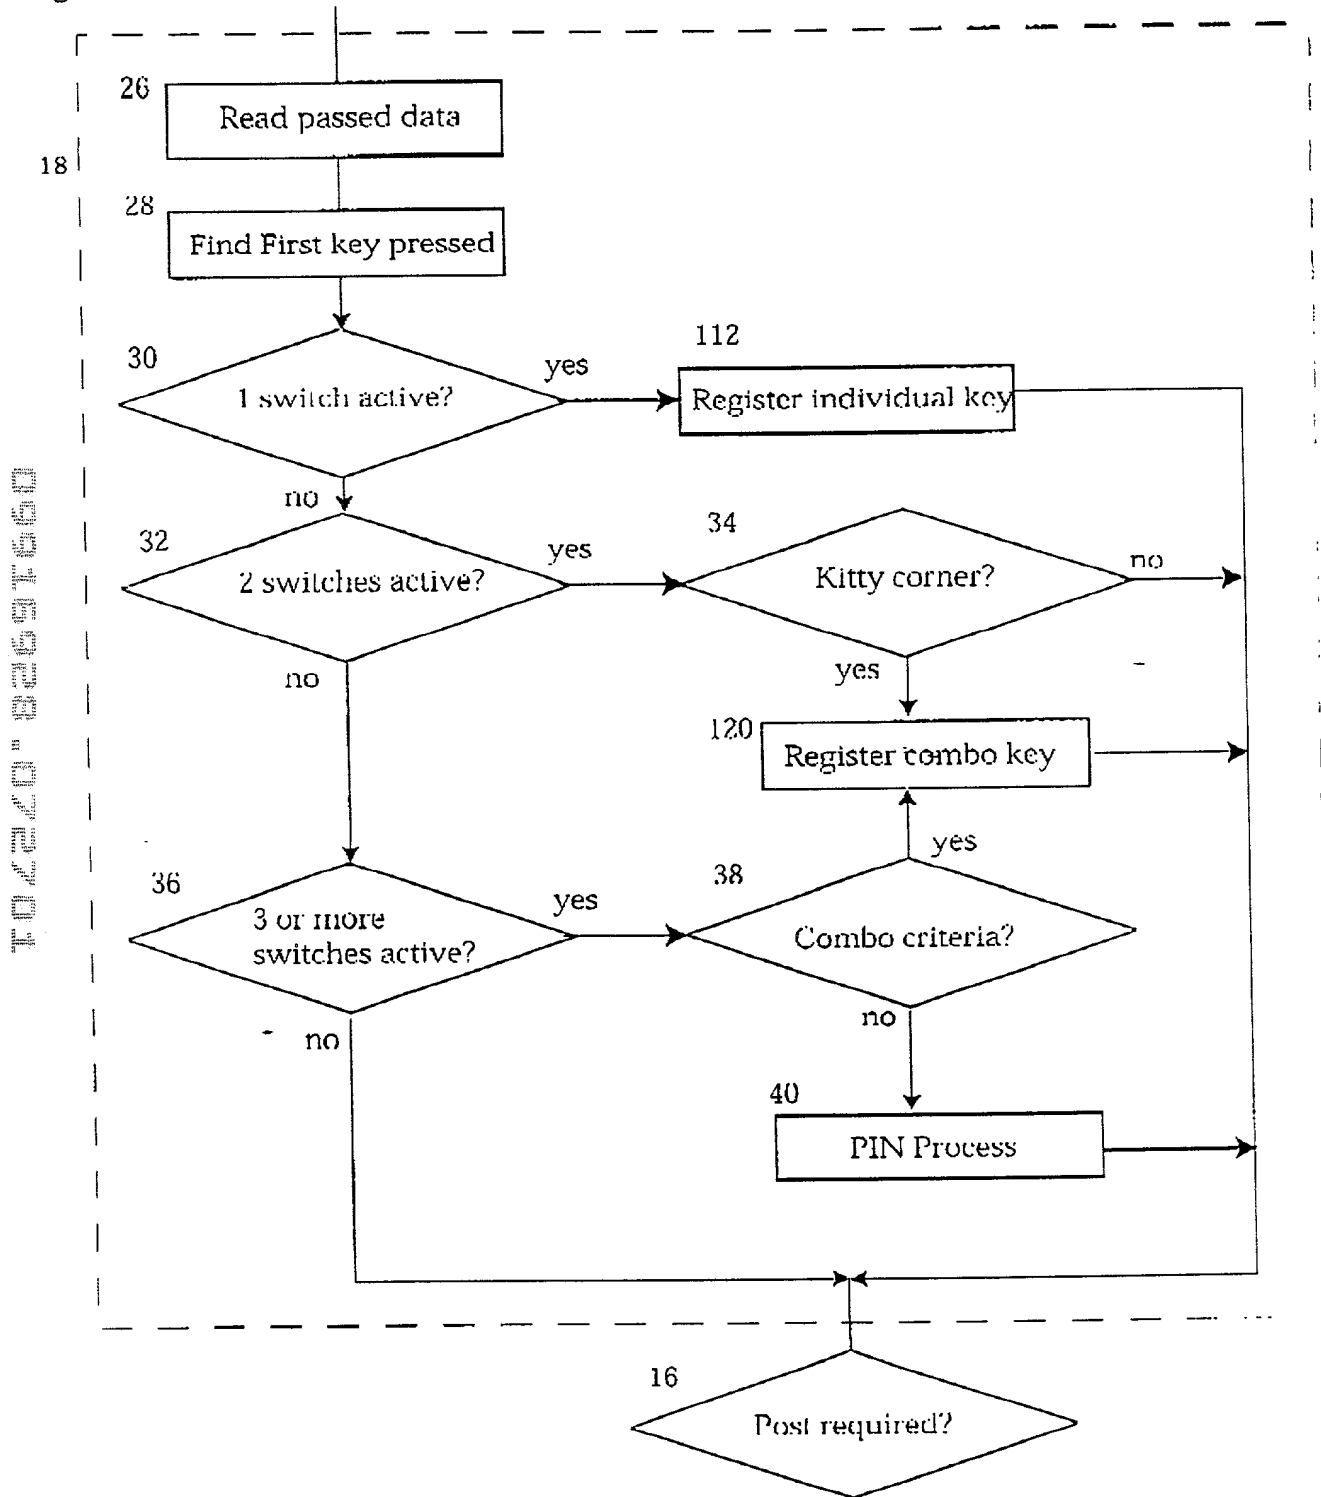 26
Read passed data
18
28
Find First key pressed
30
1 switch active?
yes
112
Register individual key
no
32
2 switches active?
yes
34
Kitty corner?
no
no
yes
120
Register combo key
36
3 or more
switches active?
yes
38
Combo criteria?
yes
no
no
40
PIN Process
16
Post required?